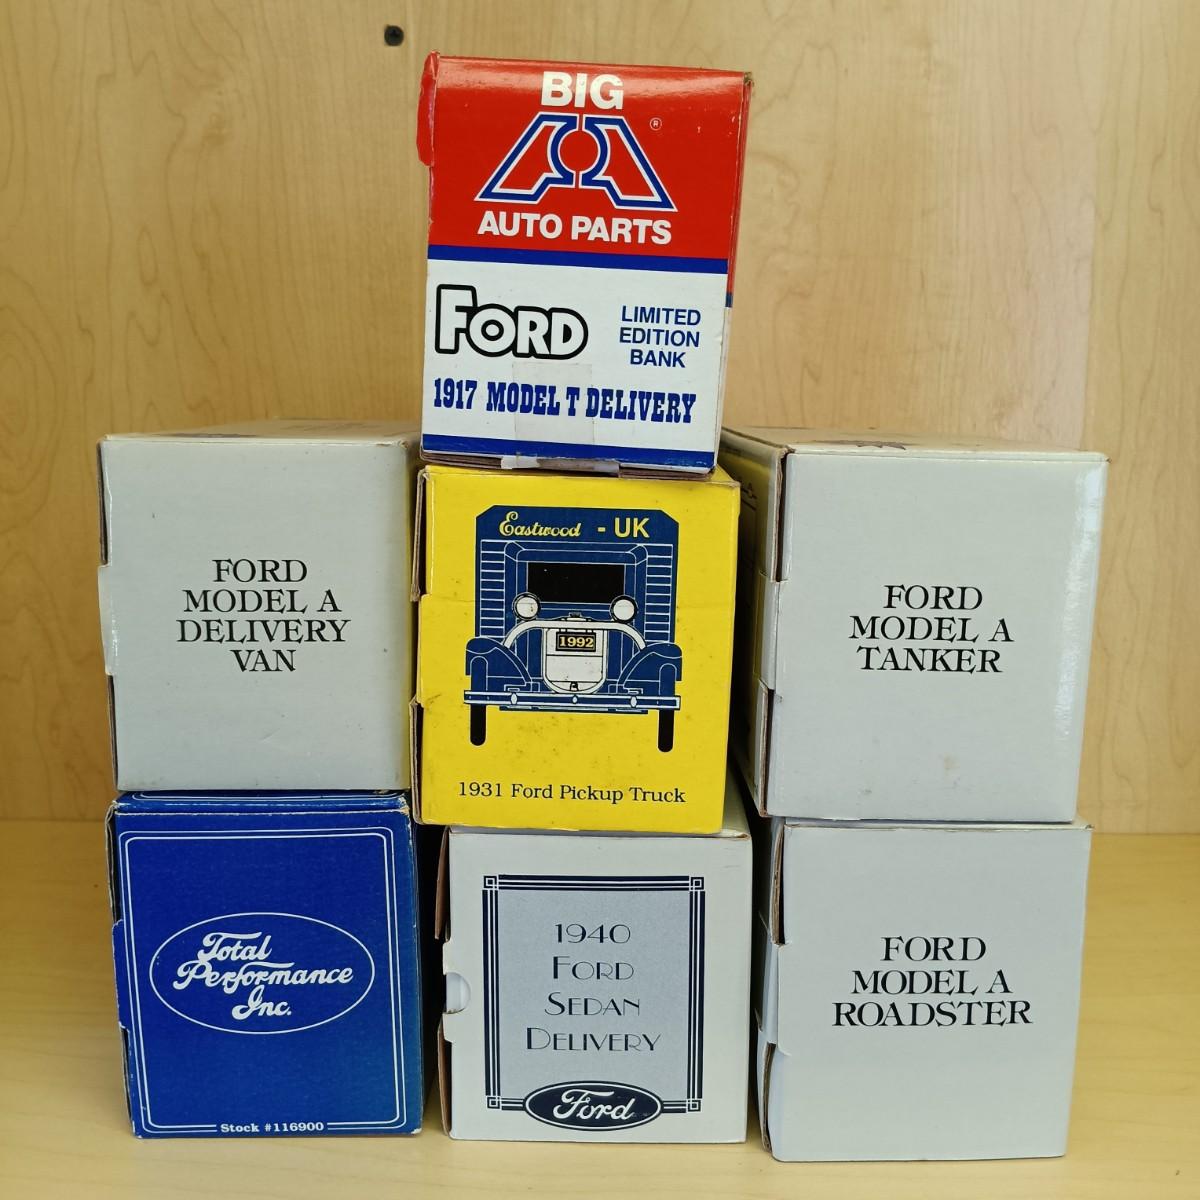 BIG
A®
AUTO PARTS
FORD
LIMITED
EDITION
BANK
1917 MODEL T DELIVERY
FORD
MODEL A
DELIVERY
VAN
Eastwood - UK
1992
1931 Ford Pickup Truck
FORD
MODEL A
TANKER
Total
Performance
Inc.
Stock #116900
1940
FORD
SEDAN
DELIVERY
Ford
FORD
MODEL A
ROADSTER